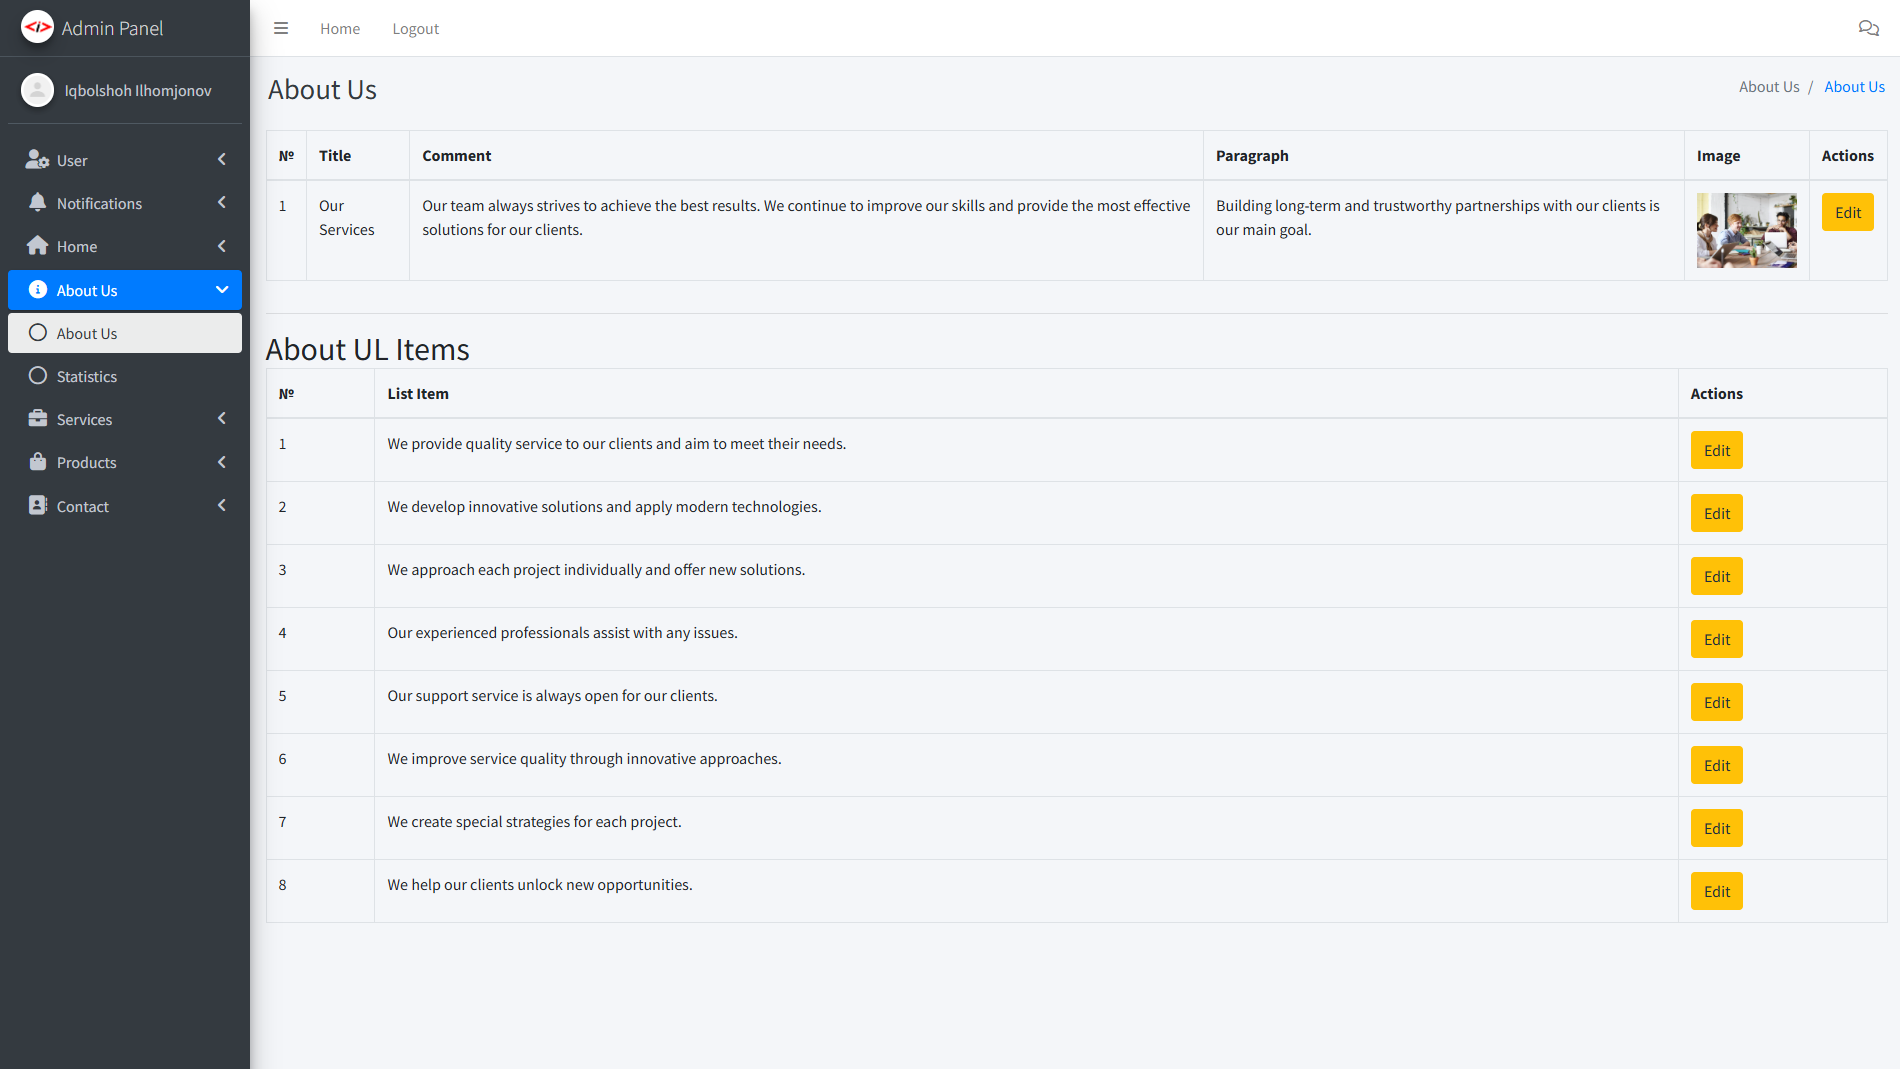 Admin Panel
Home
Logout
Iqbolshoh Ilhomjonov
User
Notifications
Home
About Us
About Us
Statistics
Services
Products
Contact
About Us
About Us / About Us
№ Title Comment Paragraph Image Actions
1 Our Our team always strives to achieve the best results. We continue to improve our skills and provide the most effective Building long-term and trustworthy partnerships with our clients is Edit
Services solutions for our clients. our main goal.
About UL Items
№ List Item Actions
1 We provide quality service to our clients and aim to meet their needs. Edit
2 We develop innovative solutions and apply modern technologies. Edit
3 We approach each project individually and offer new solutions. Edit
4 Our experienced professionals assist with any issues. Edit
5 Our support service is always open for our clients. Edit
6 We improve service quality through innovative approaches. Edit
7 We create special strategies for each project. Edit
8 We help our clients unlock new opportunities. Edit